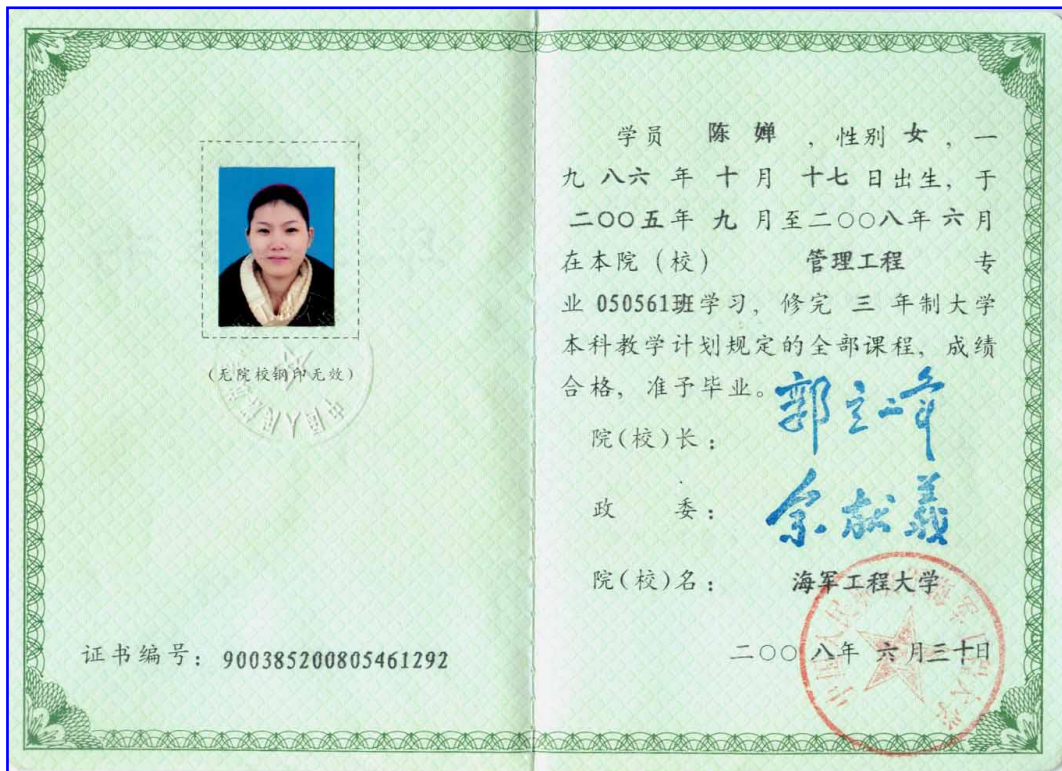 (无院校钢印无效)
证书编号：900385200805461292
学员 陈婵，性别 女，一
九八六年十月十七日出生，于
二〇〇五年九月至二〇〇八年六月
在本院（校） 管理工程 专
业 050561班学习，修完 三 年制大学
本科教学计划规定的全部课程，成绩
合格，准予毕业。
院(校)长：
政 委：
院(校)名： 海军工程大学
二〇〇八年 六月三十日